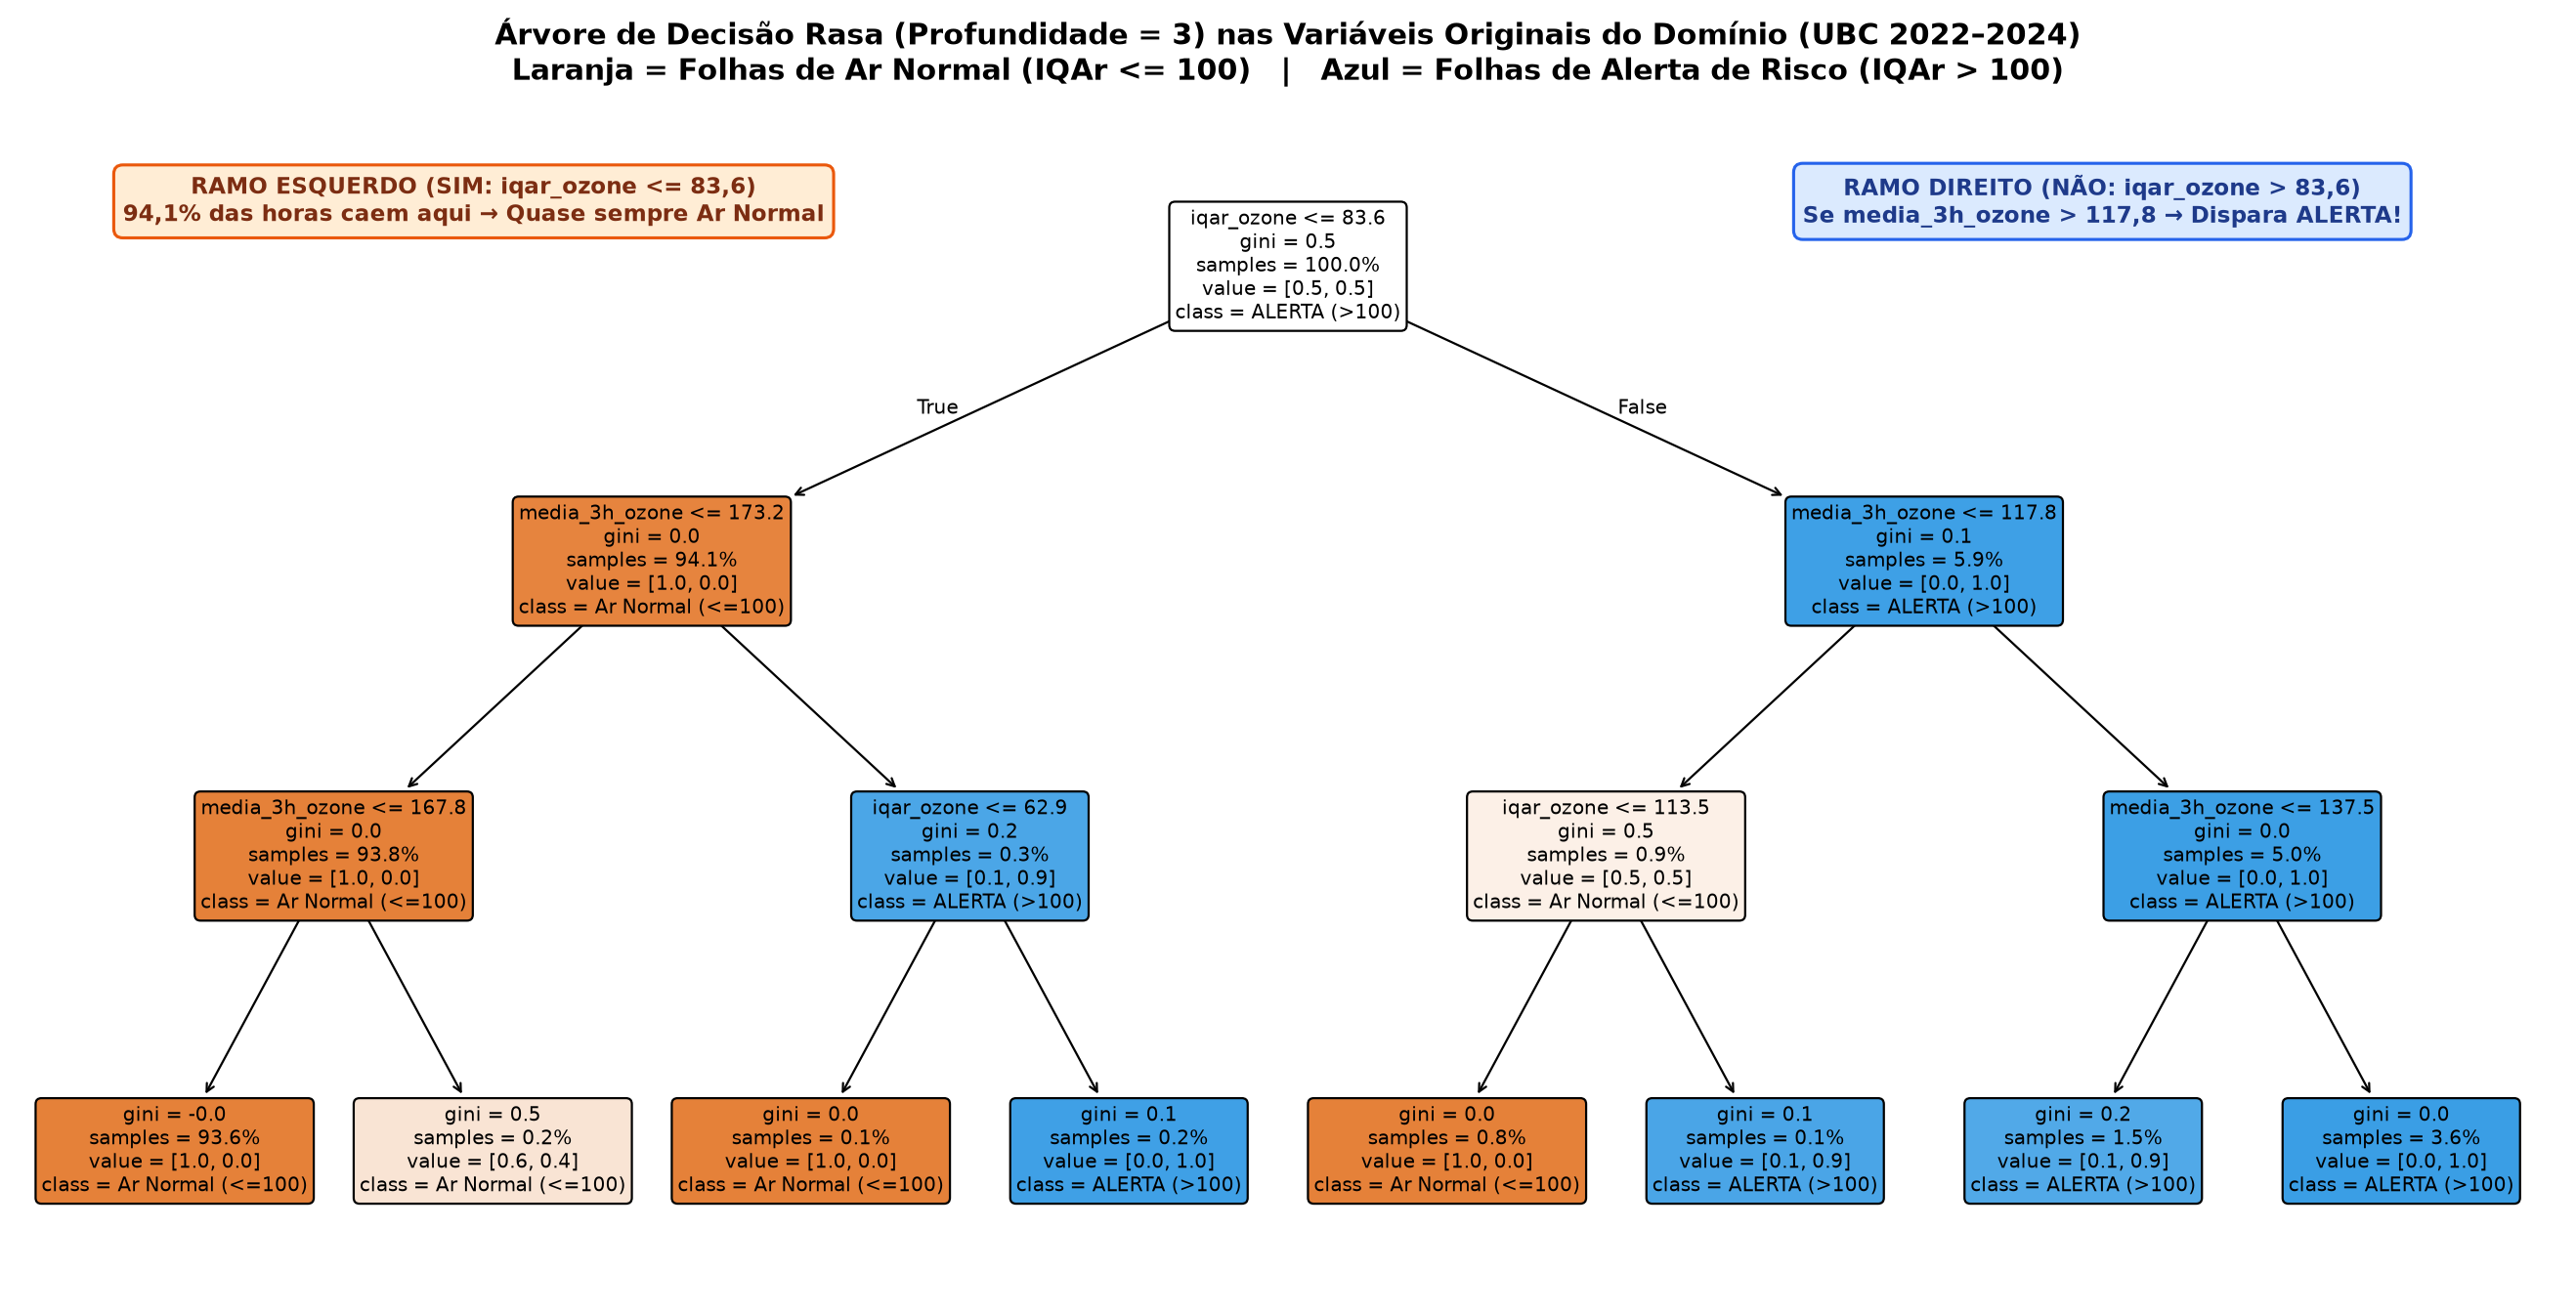 Árvore de Decisão Rasa (Profundidade = 3) nas Variáveis Originais do Domínio (UBC 2022–2024)
Laranja = Folhas de Ar Normal (IQAr <= 100)   |   Azul = Folhas de Alerta de Risco (IQAr > 100)
RAMO ESQUERDO (SIM: iqar_ozone <= 83,6)
94,1% das horas caem aqui → Quase sempre Ar Normal
RAMO DIREITO (NÃO: iqar_ozone > 83,6)
Se media_3h_ozone > 117,8 → Dispara ALERTA!
iqar_ozone <= 83.6
gini = 0.5
samples = 100.0%
value = [0.5, 0.5]
class = ALERTA (>100)
True
False
media_3h_ozone <= 173.2
gini = 0.0
samples = 94.1%
value = [1.0, 0.0]
class = Ar Normal (<=100)
media_3h_ozone <= 117.8
gini = 0.1
samples = 5.9%
value = [0.0, 1.0]
class = ALERTA (>100)
media_3h_ozone <= 167.8
gini = 0.0
samples = 93.8%
value = [1.0, 0.0]
class = Ar Normal (<=100)
iqar_ozone <= 62.9
gini = 0.2
samples = 0.3%
value = [0.1, 0.9]
class = ALERTA (>100)
iqar_ozone <= 113.5
gini = 0.5
samples = 0.9%
value = [0.5, 0.5]
class = Ar Normal (<=100)
media_3h_ozone <= 137.5
gini = 0.0
samples = 5.0%
value = [0.0, 1.0]
class = ALERTA (>100)
gini = -0.0
samples = 93.6%
value = [1.0, 0.0]
class = Ar Normal (<=100)
gini = 0.5
samples = 0.2%
value = [0.6, 0.4]
class = Ar Normal (<=100)
gini = 0.0
samples = 0.1%
value = [1.0, 0.0]
class = Ar Normal (<=100)
gini = 0.1
samples = 0.2%
value = [0.0, 1.0]
class = ALERTA (>100)
gini = 0.0
samples = 0.8%
value = [1.0, 0.0]
class = Ar Normal (<=100)
gini = 0.1
samples = 0.1%
value = [0.1, 0.9]
class = ALERTA (>100)
gini = 0.2
samples = 1.5%
value = [0.1, 0.9]
class = ALERTA (>100)
gini = 0.0
samples = 3.6%
value = [0.0, 1.0]
class = ALERTA (>100)